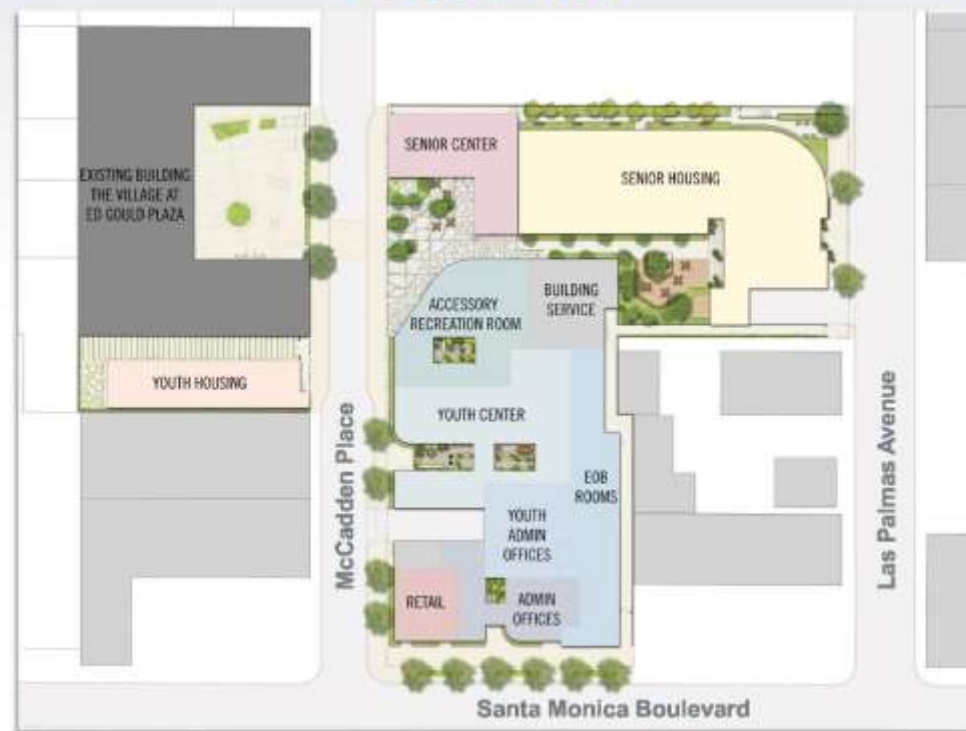 SENIOR CENTER
SENIOR HOUSING
EXISTING BUILDING
THE VILLAGE AT
ED GOULD PLAZA
BUILDING
SERVICE
ACCESSORY
RECREATION ROOM
YOUTH HOUSING
YOUTH CENTER
EOB
ROOMS
YOUTH
ADMIN
OFFICES
RETAIL
ADMIN
OFFICES
McCadden Place
Las Palmas Avenue
Santa Monica Boulevard